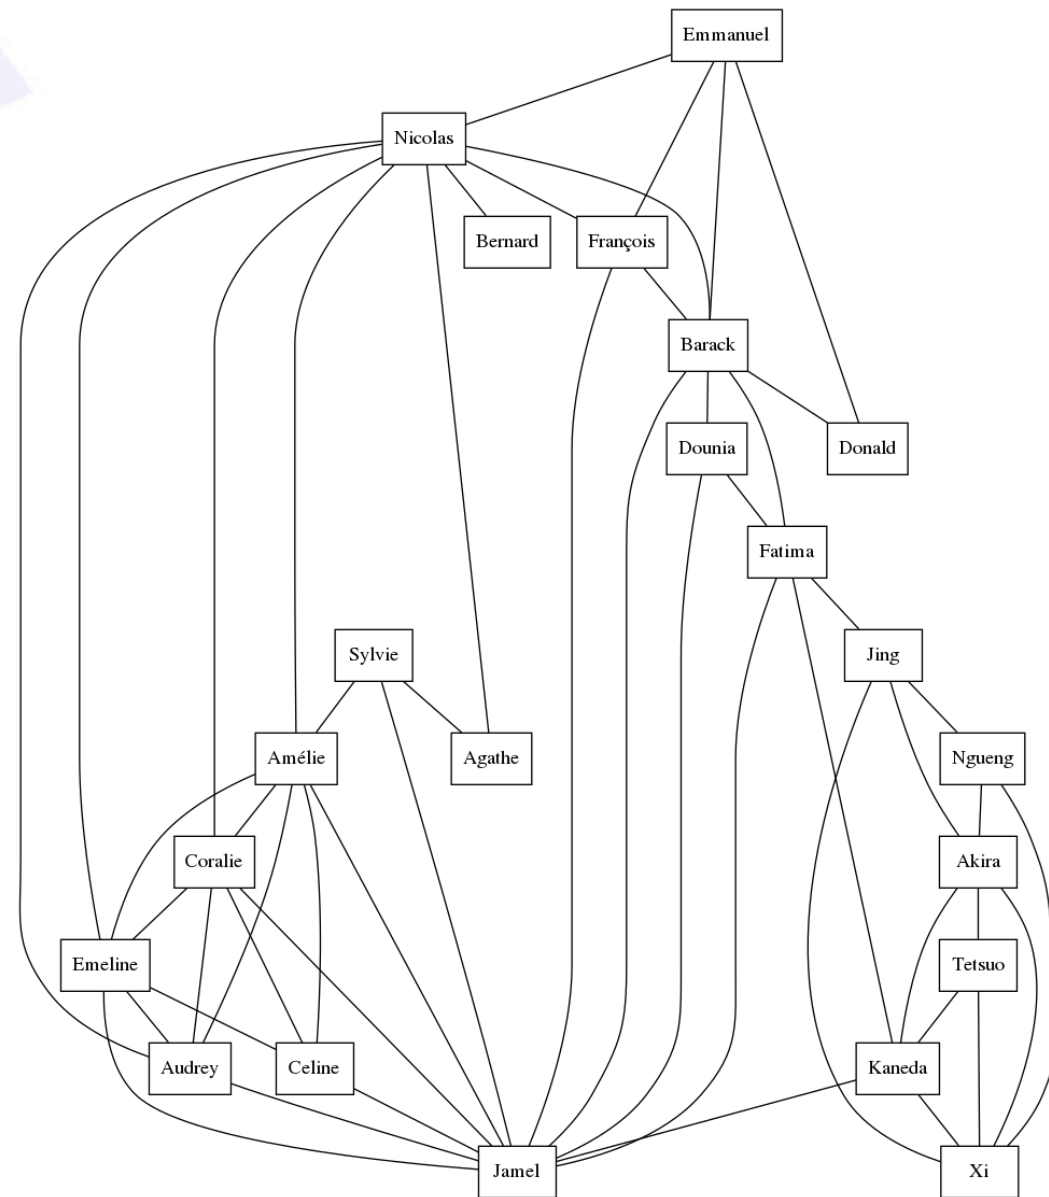 Emmanuel
Nicolas
Bernard
François
Barack
Dounia
Donald
Fatima
Sylvie
Jing
Amélie
Agathe
Ngueng
Coralie
Akira
Emeline
Tetsuo
Audrey
Celine
Kaneda
Jamel
Xi